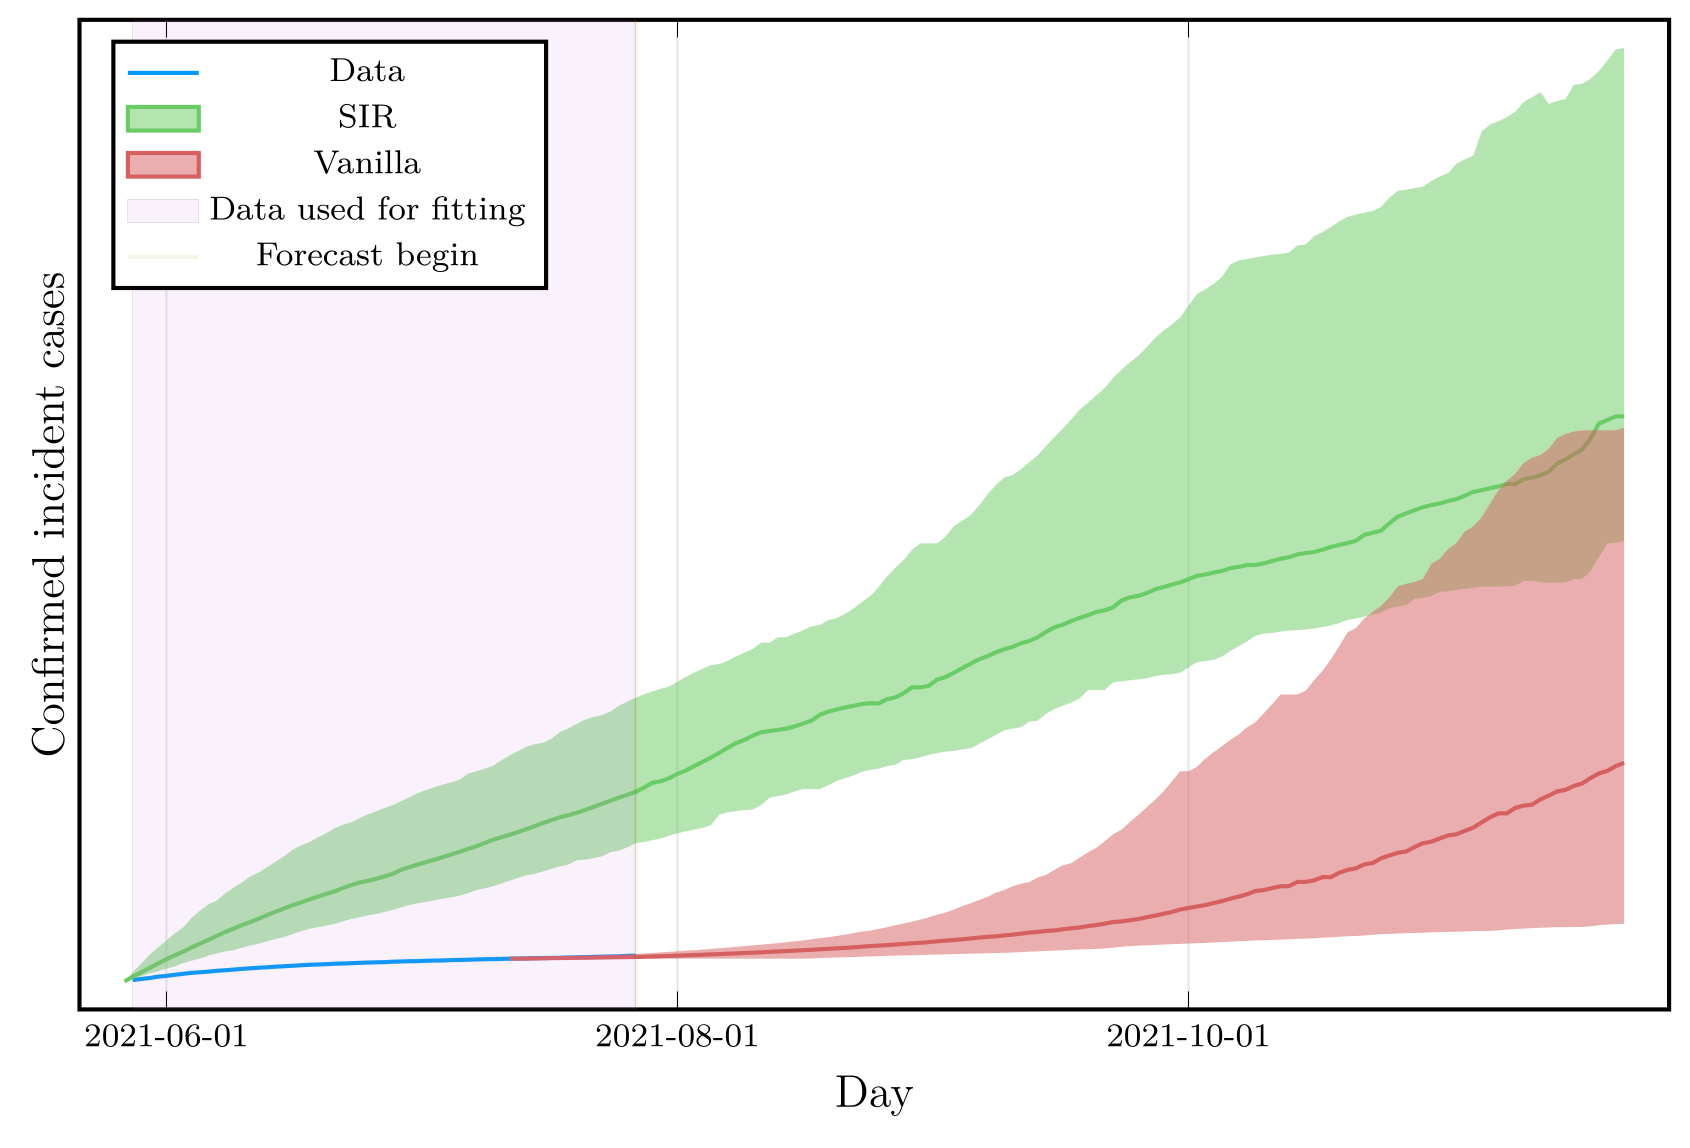 Data
SIR
Vanilla
Data used for fitting
Forecast begin
Confirmed incident cases
2021-06-01
2021-08-01
2021-10-01
Day